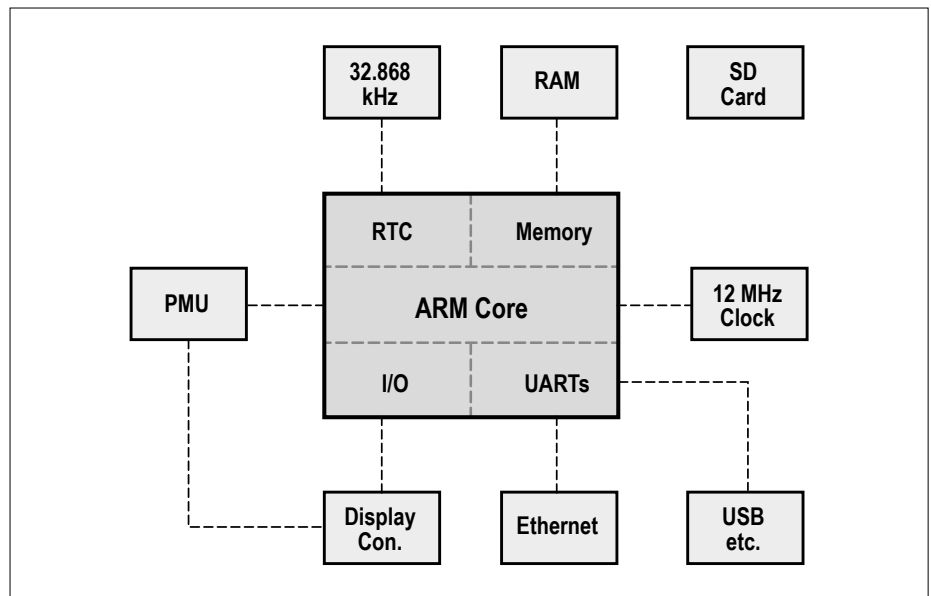 32.868
kHz
RAM
SD
Card
RTC
Memory
PMU
ARM Core
12 MHz
Clock
I/O
UARTs
Display
Con.
Ethernet
USB
etc.